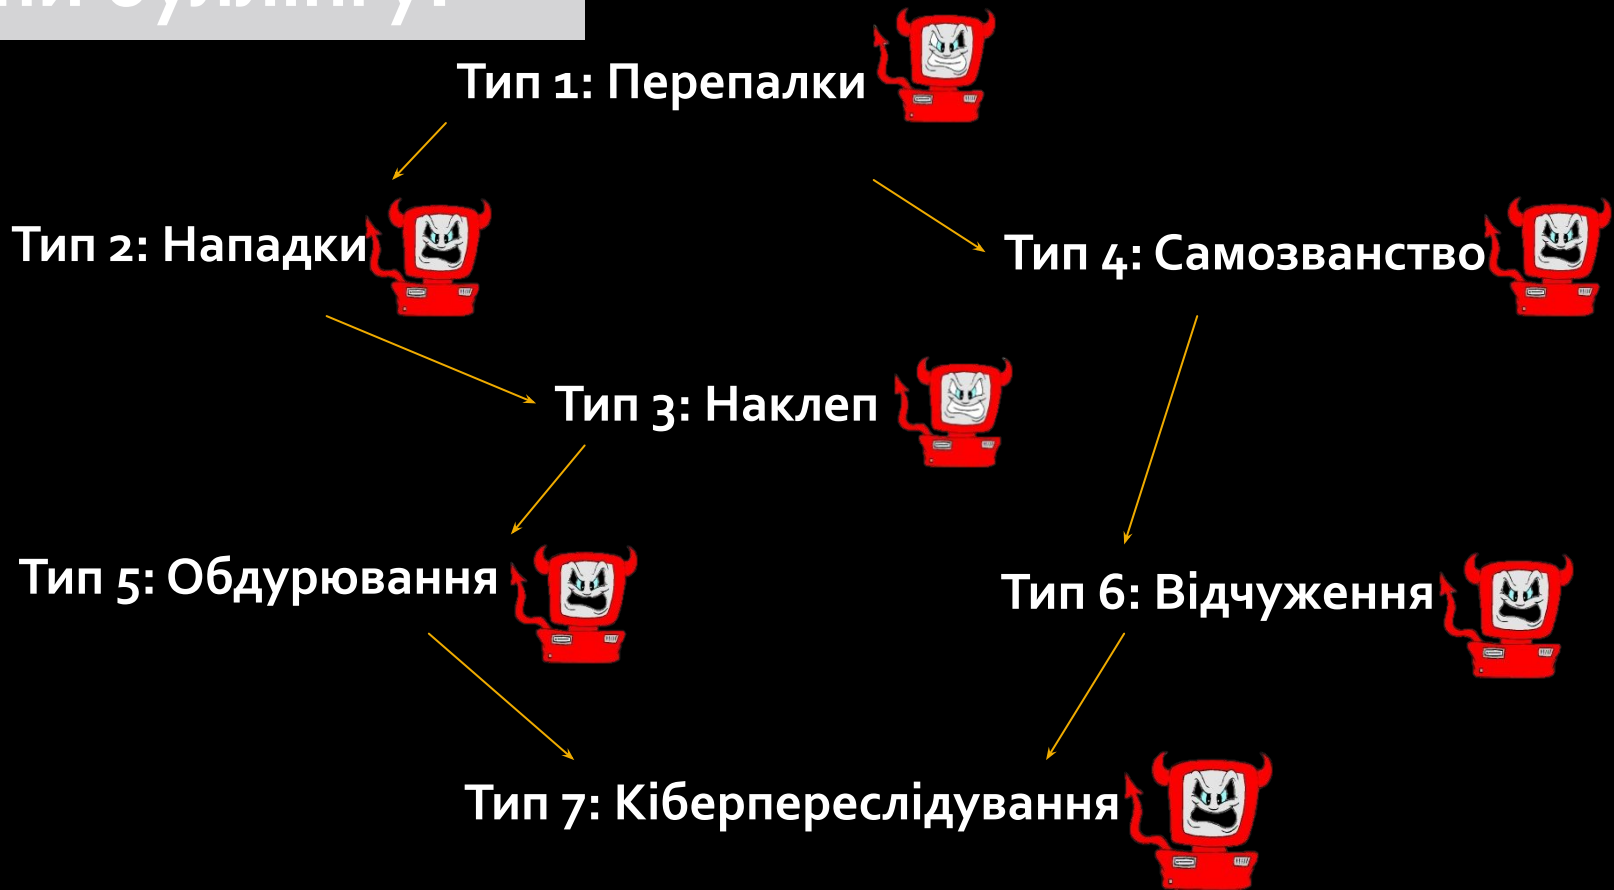 буллінгу?
Тип 1: Перепалки
Тип 2: Нападки
Тип 4: Самозванство
Тип 3: Наклеп
Тип 5: Обдурювання
Тип 6: Відчуження
Тип 7: Кіберпереслідування